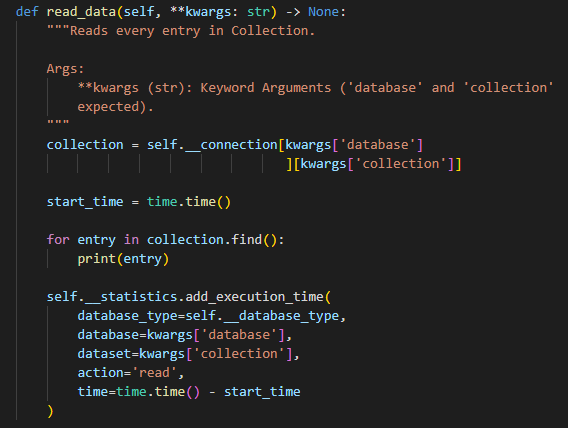 def read_data(self, **kwargs: str) -> None:
    """Reads every entry in Collection.

    Args:
        **kwargs (str): Keyword Arguments ('database' and 'collection'
        expected).
    """
    collection = self.__connection[kwargs['database']
                                   ][kwargs['collection']]

    start_time = time.time()

    for entry in collection.find():
        print(entry)

    self.__statistics.add_execution_time(
        database_type=self.__database_type,
        database=kwargs['database'],
        dataset=kwargs['collection'],
        action='read',
        time=time.time() - start_time
    )